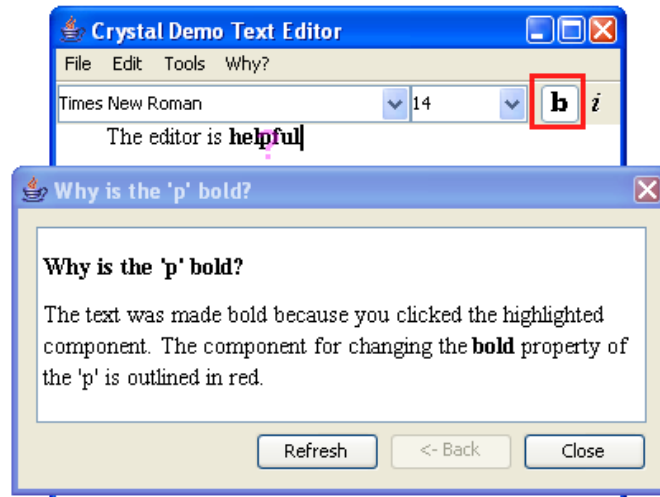 Crystal Demo Text Editor
File Edit Tools Why?
Times New Roman 14 b i
The editor is helpful
?
Why is the 'p' bold?
Why is the 'p' bold?
The text was made bold because you clicked the highlighted
component. The component for changing the bold property of
the 'p' is outlined in red.
Refresh <- Back Close